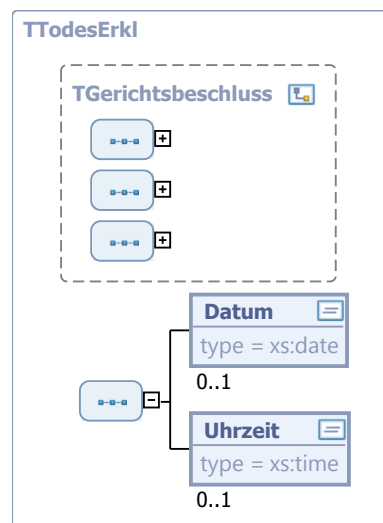 TTodesErkl
TGerichtsbeschluss
Datum
type = xs:date
0..1
Uhrzeit
type = xs:time
0..1